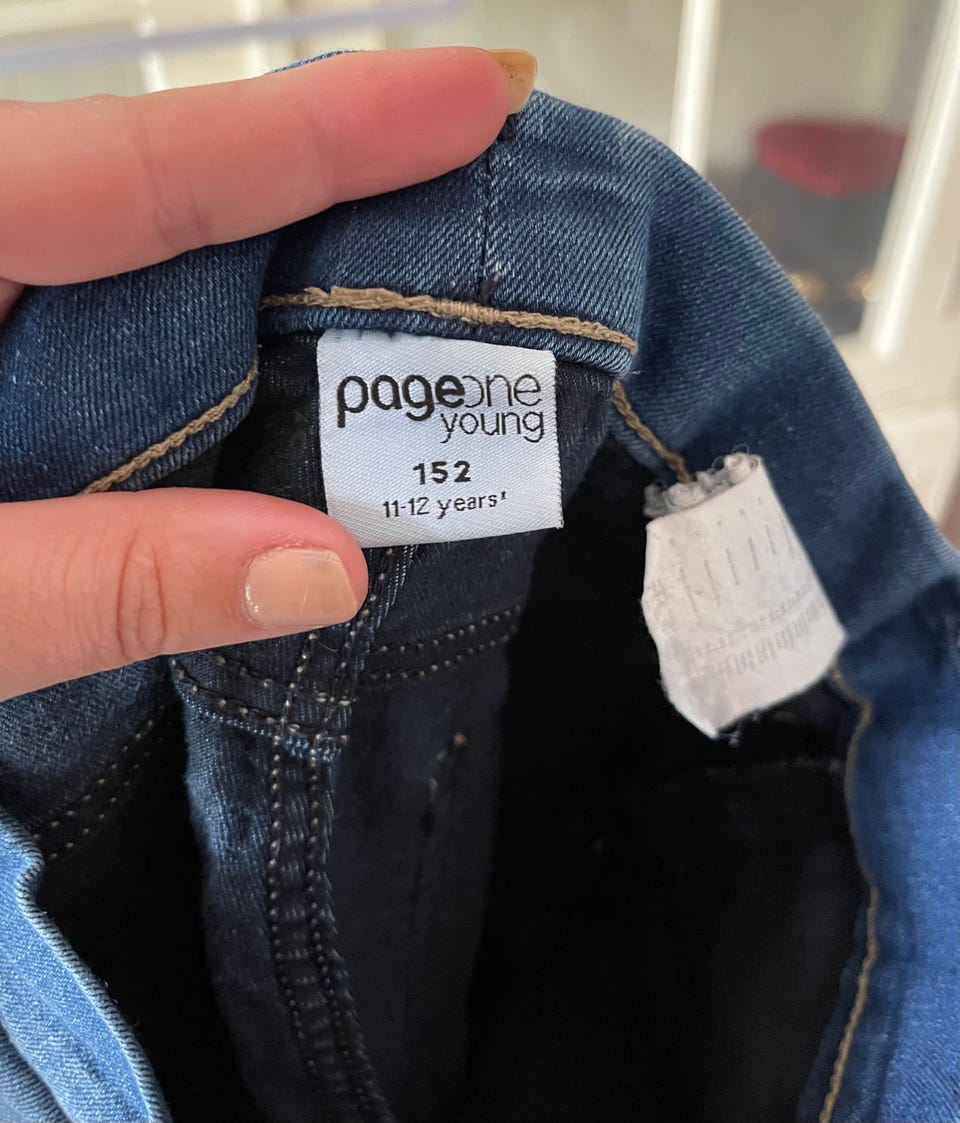 pageone
young
152
11-12 years'